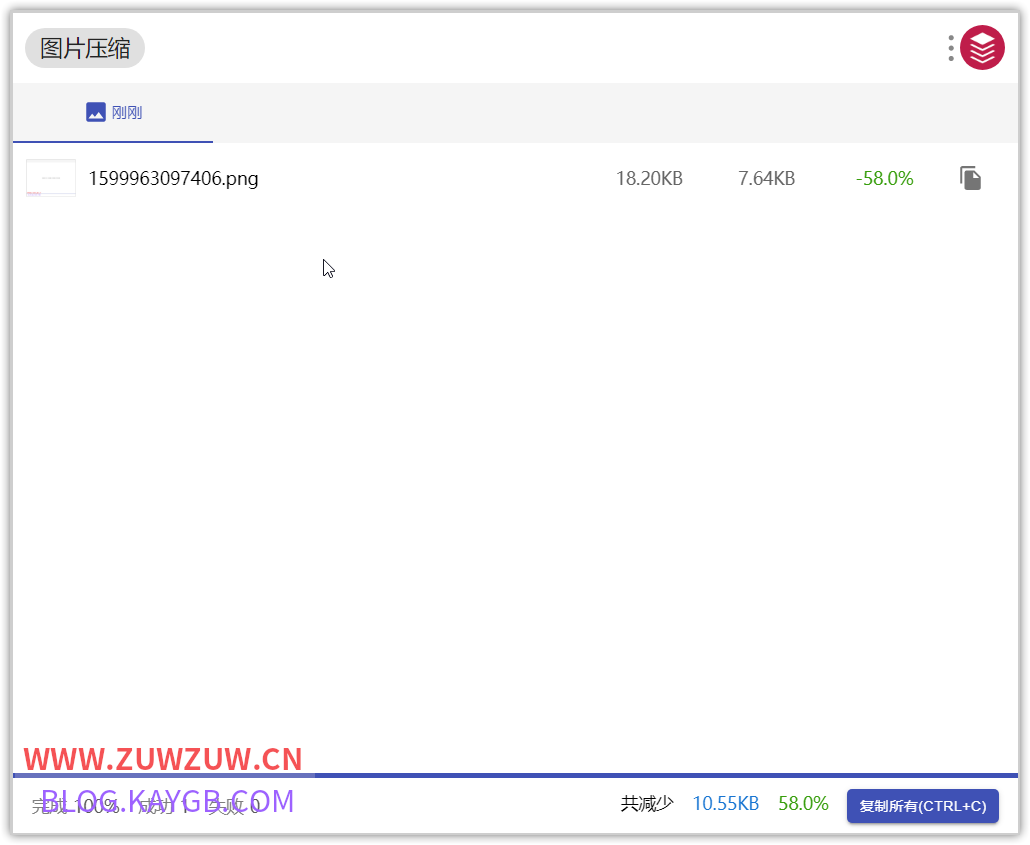 图片压缩
刚刚
1599963097406.png 18.20KB 7.64KB -58.0%
WWW.ZUWZUW.CN
BLOG.KAYGB.COM
完成 100% 成功 1 失败 0
共减少 10.55KB 58.0% 复制所有(CTRL+C)